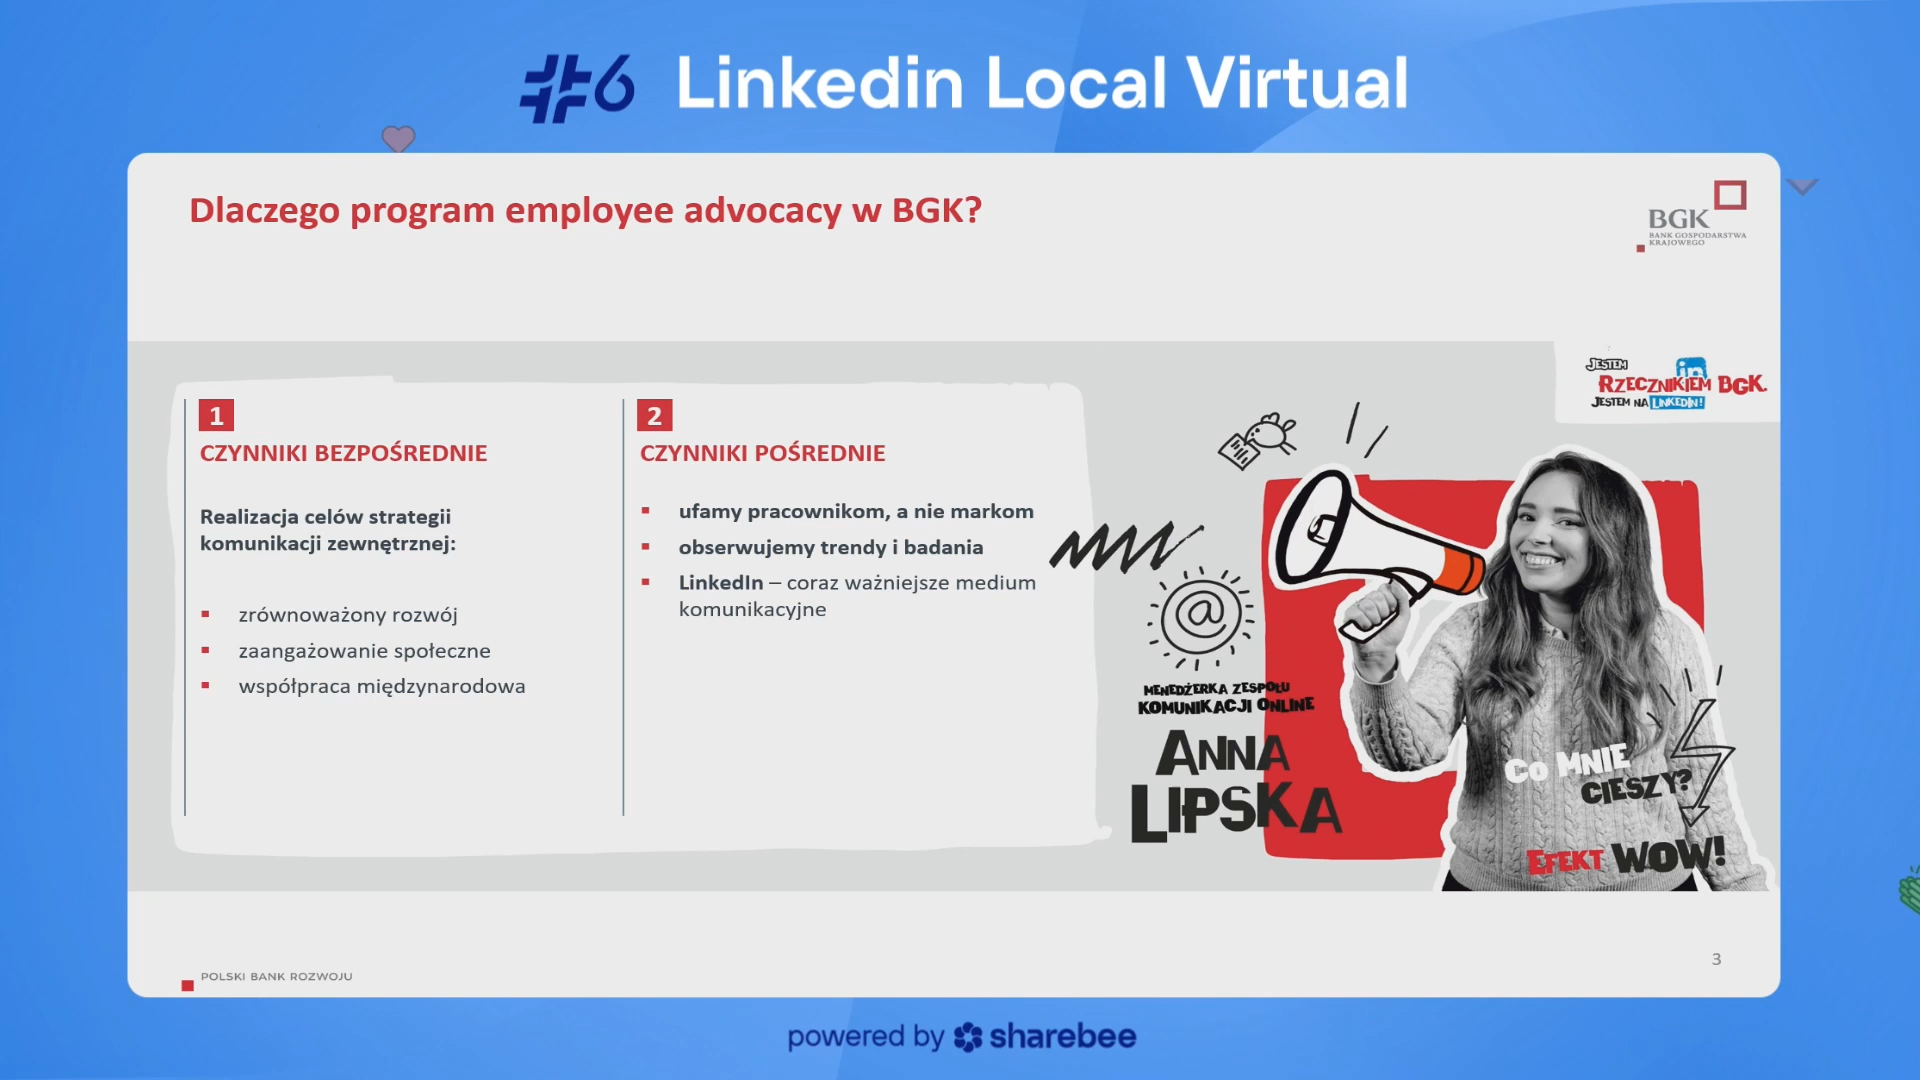 #6 Linkedin Local Virtual
Dlaczego program employee advocacy w BGK?
BGK
BANK GOSPODARSTWA
KRAJOWEGO
JESTEM
in
RZECZNIKIEM BGK.
JESTEM NA LINKEDIN!
1
CZYNNIKI BEZPOŚREDNIE
Realizacja celów strategii
komunikacji zewnętrznej:
▪ zrównoważony rozwój
▪ zaangażowanie społeczne
▪ współpraca międzynarodowa
2
CZYNNIKI POŚREDNIE
▪ ufamy pracownikom, a nie markom
▪ obserwujemy trendy i badania
▪ LinkedIn – coraz ważniejsze medium
komunikacyjne
@
MENEDŻERKA ZESPOŁU
KOMUNIKACJI ONLINE
ANNA
LIPSKA
CO MNIE
CIESZY?
EFEKT WOW!
POLSKI BANK ROZWOJU
3
powered by sharebee